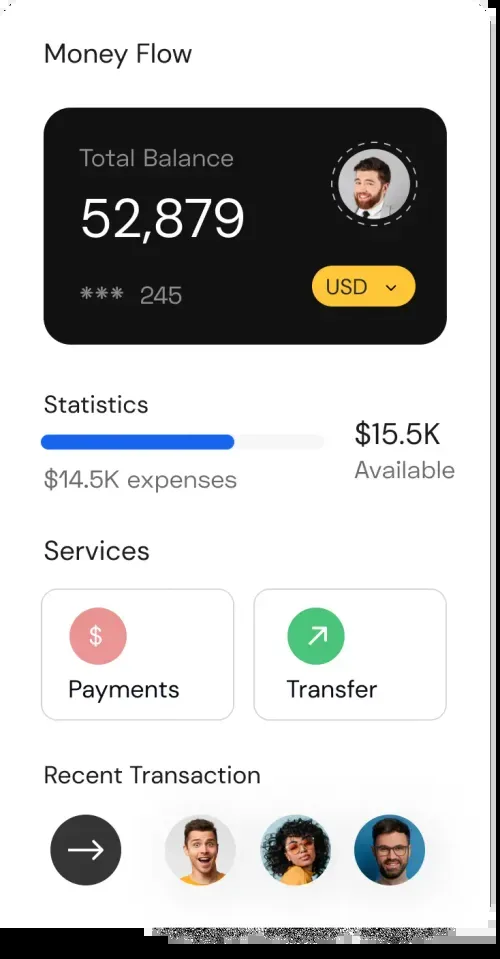 Money Flow
Total Balance
52,879
*** 245
USD
Statistics
$15.5K
Available
$14.5K expenses
Services
$
Payments
Transfer
Recent Transaction